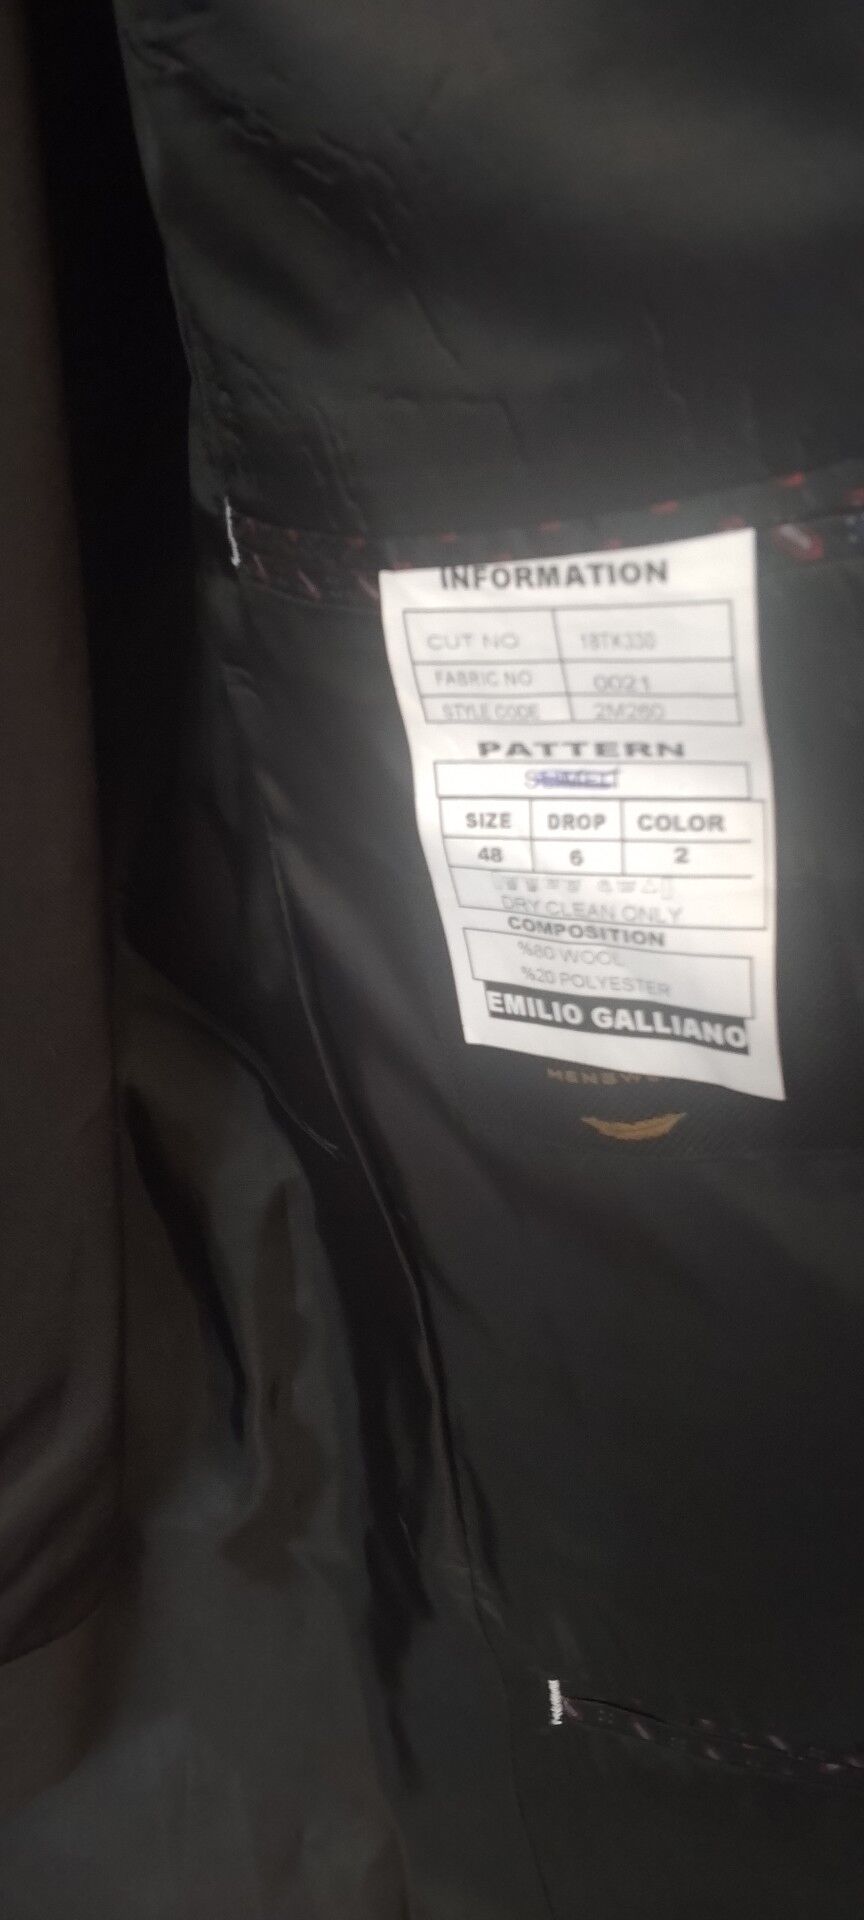 INFORMATION
CUT NO 18TK330
FABRIC NO 0021
STYLE CODE 2M260
PATTERN
SIZE DROP COLOR
48 6 2
DRY CLEAN ONLY
COMPOSITION
%80 WOOL
%20 POLYESTER
EMILIO GALLIANO